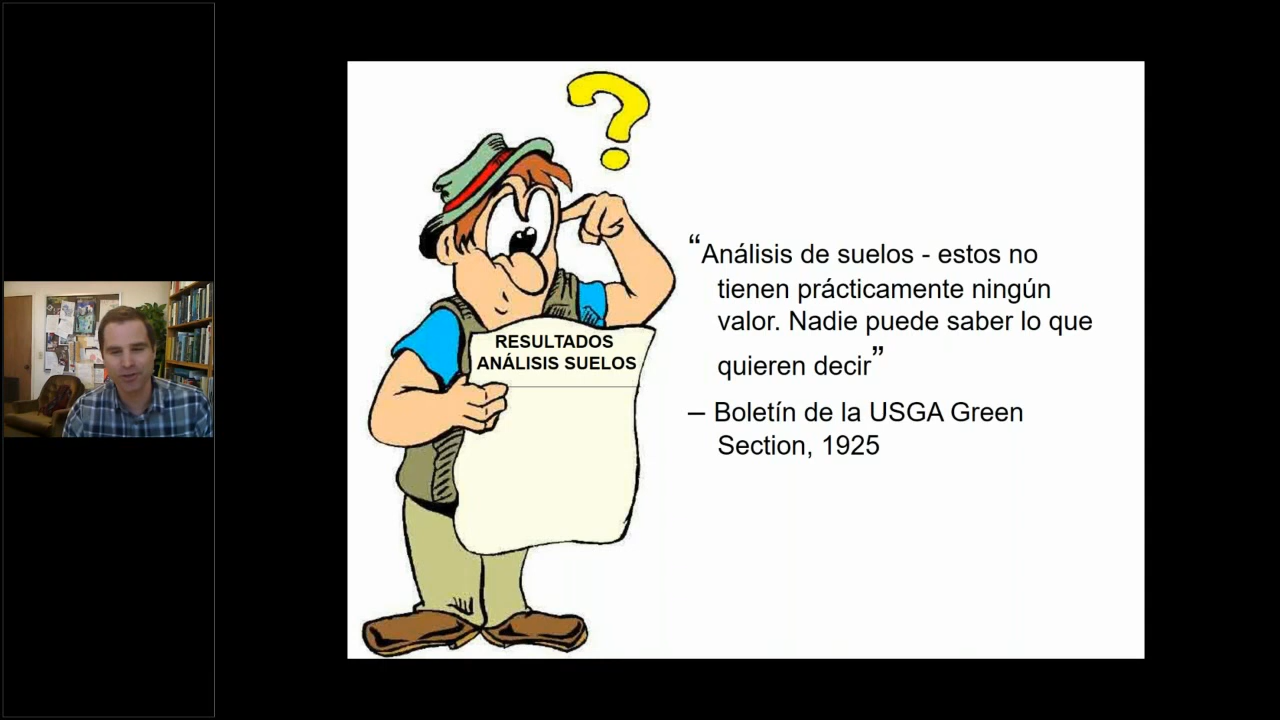 ?
RESULTADOS
ANÁLISIS SUELOS
“Análisis de suelos - estos no
tienen prácticamente ningún
valor. Nadie puede saber lo que
quieren decir”
– Boletín de la USGA Green
Section, 1925